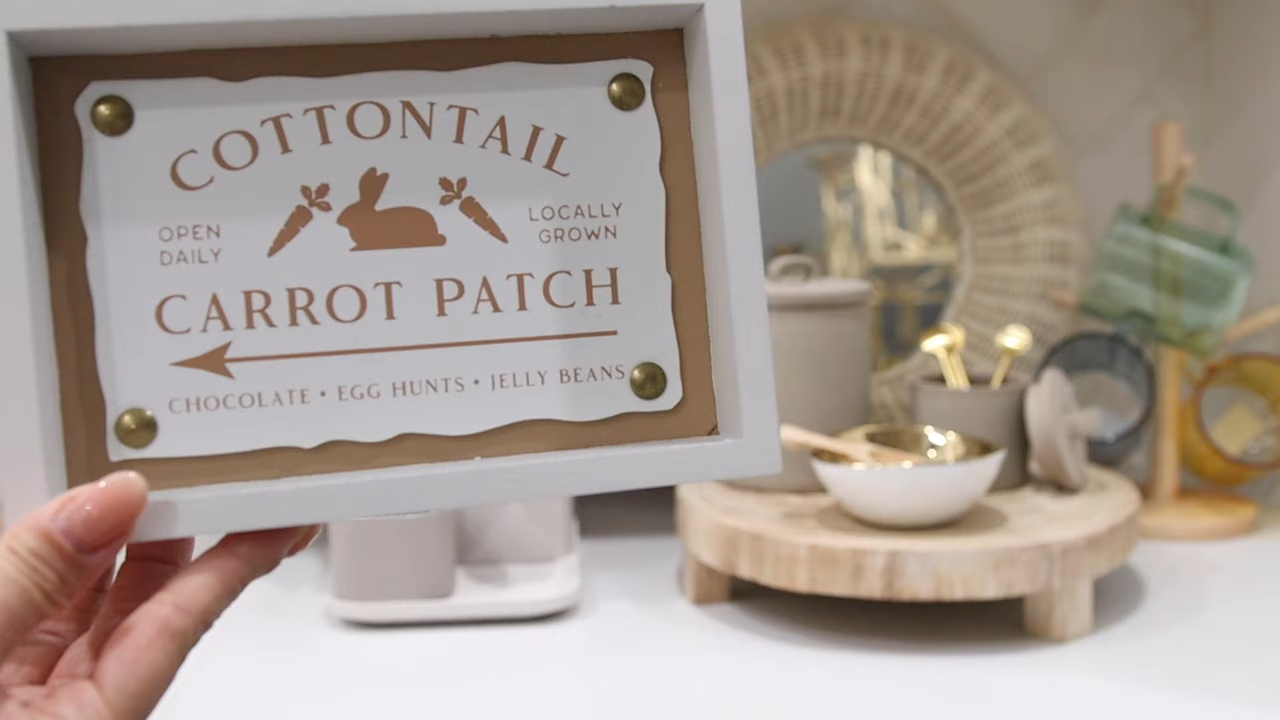 COTTONTAIL
OPEN
DAILY
LOCALLY
GROWN
CARROT PATCH
CHOCOLATE • EGG HUNTS • JELLY BEANS